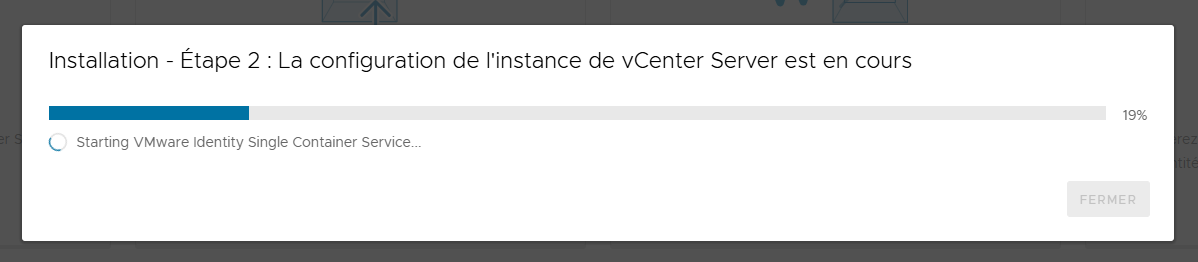 Installation - Étape 2 : La configuration de l'instance de vCenter Server est en cours
19%
Starting VMware Identity Single Container Service...
FERMER